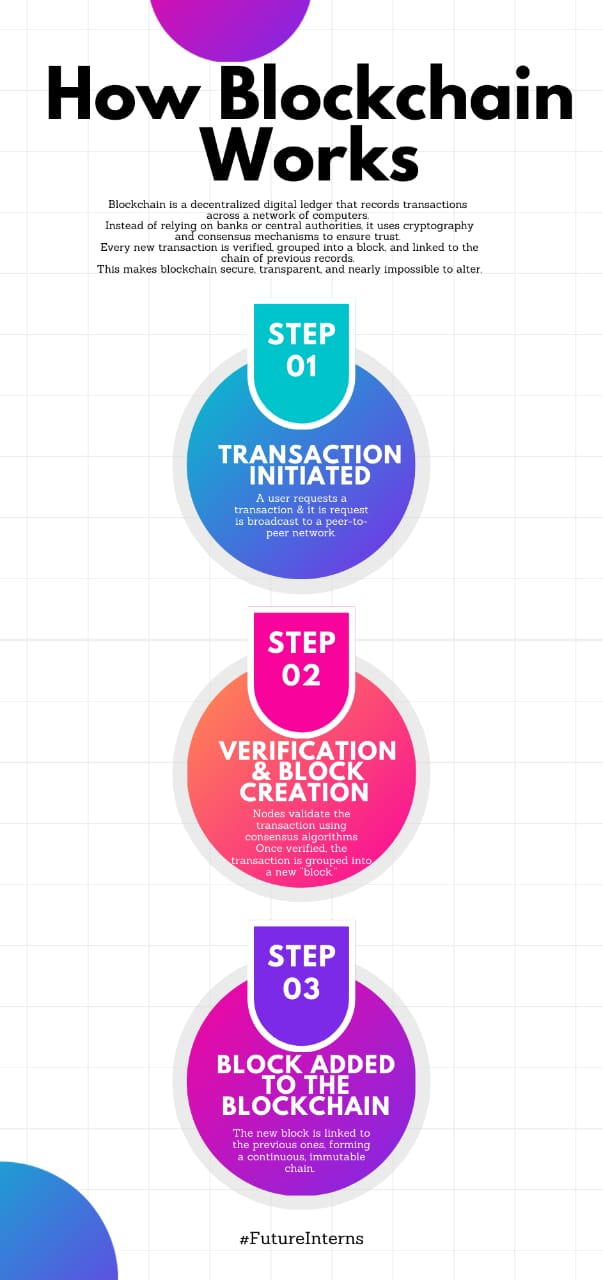 How Blockchain
Works
Blockchain is a decentralized digital ledger that records transactions
across a network of computers.
Instead of relying on banks or central authorities, it uses cryptography
and consensus mechanisms to ensure trust.
Every new transaction is verified, grouped into a block, and linked to the
chain of previous records.
This makes blockchain secure, transparent, and nearly impossible to alter.
STEP
01
TRANSACTION
INITIATED
A user requests a
transaction & it is request
is broadcast to a peer-to-
peer network.
STEP
02
VERIFICATION
& BLOCK
CREATION
Nodes validate the
transaction using
consensus algorithms
Once verified, the
transaction is grouped into
a new "block."
STEP
03
BLOCK ADDED
TO THE
BLOCKCHAIN
The new block is linked to
the previous ones, forming
a continuous, immutable
chain.
#FutureInterns